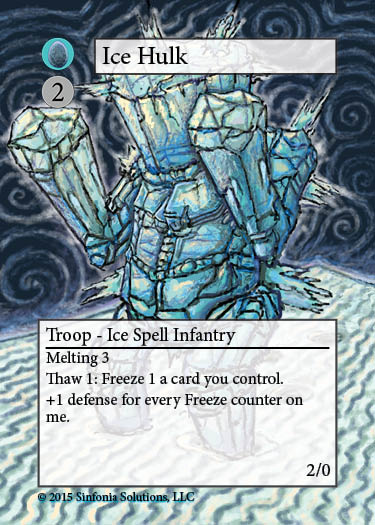 Ice Hulk
2
Troop - Ice Spell Infantry
Melting 3
Thaw 1: Freeze 1 a card you control.
+1 defense for every Freeze counter on
me.
2/0
© 2015 Sinfonia Solutions, LLC